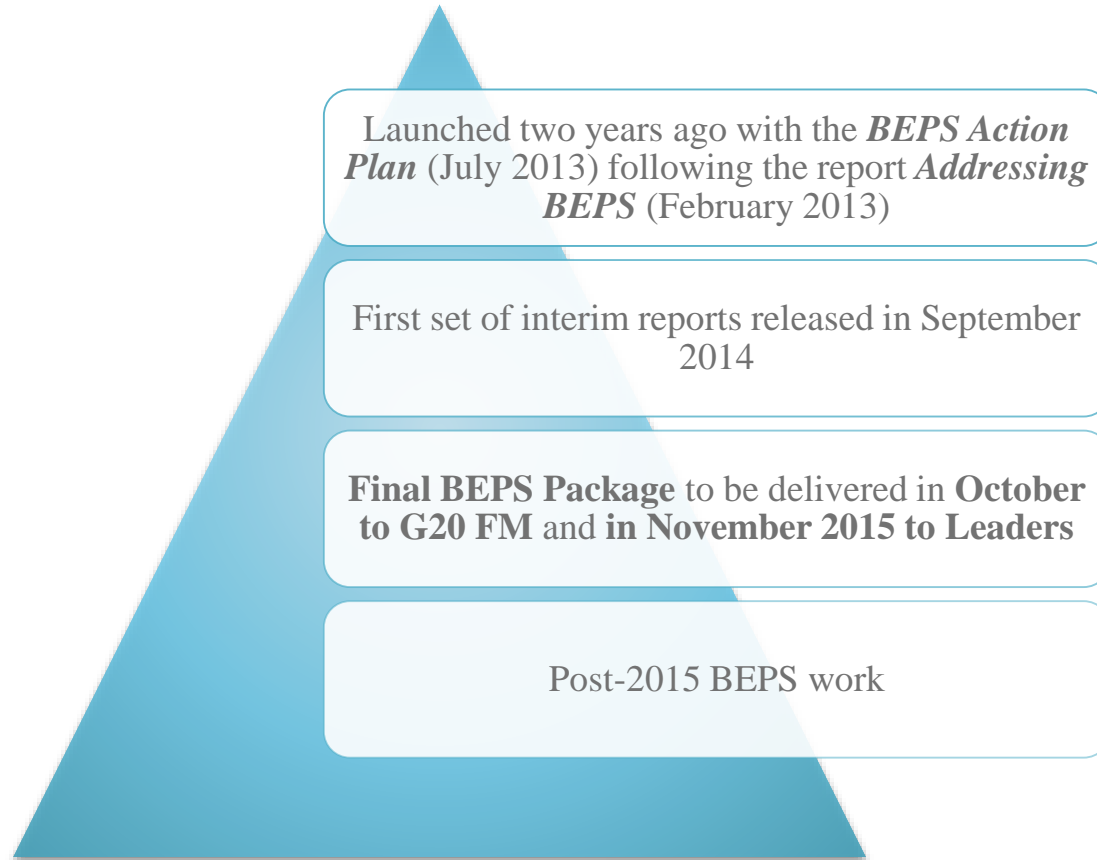 Launched two years ago with the BEPS Action
Plan (July 2013) following the report Addressing
BEPS (February 2013)
First set of interim reports released in September
2014
Final BEPS Package to be delivered in October
to G20 FM and in November 2015 to Leaders
Post-2015 BEPS work